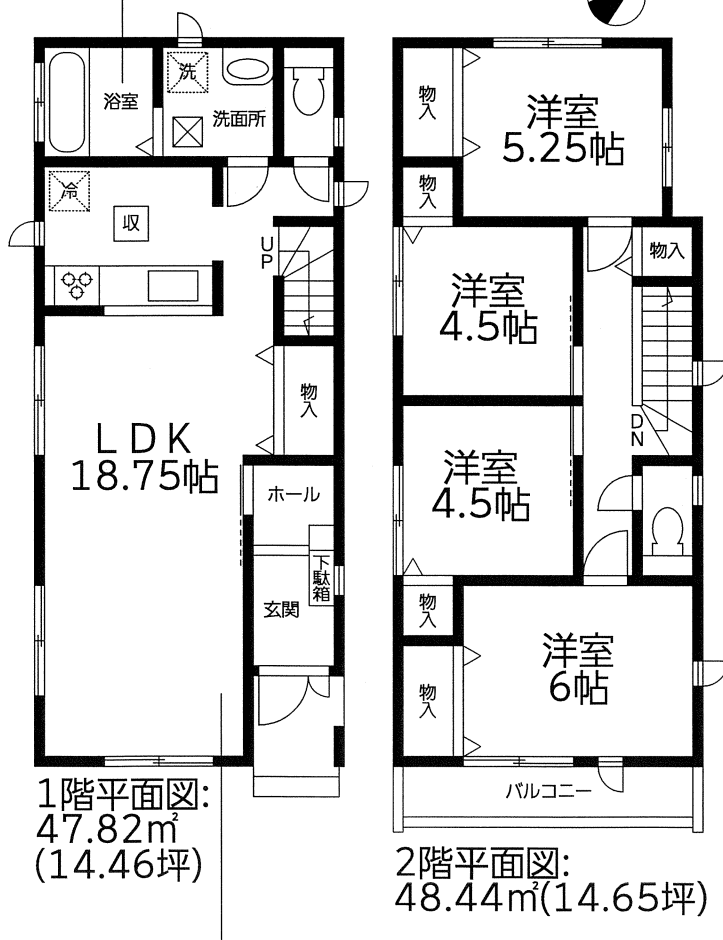 浴室
洗
洗面所
冷
収
UP
物入
LDK
18.75帖
ホール
下駄箱
玄関
1階平面図:
47.82㎡
(14.46坪)
物入
洋室
5.25帖
物入
物入
洋室
4.5帖
DN
洋室
4.5帖
物入
洋室
6帖
物入
バルコニー
2階平面図:
48.44㎡(14.65坪)